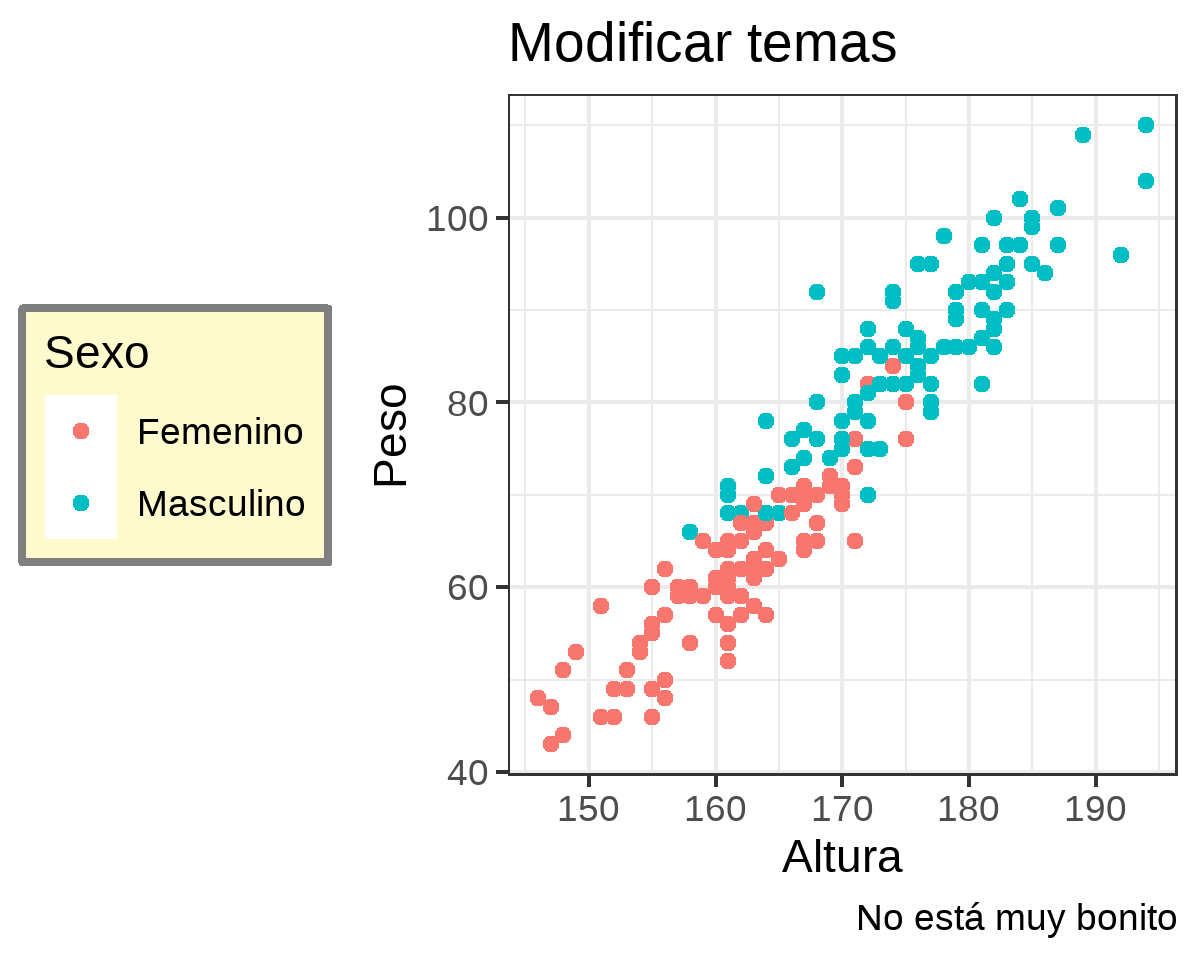 Modificar temas
Sexo
Femenino
Masculino
Peso
100
80
60
40
150 160 170 180 190
Altura
No está muy bonito